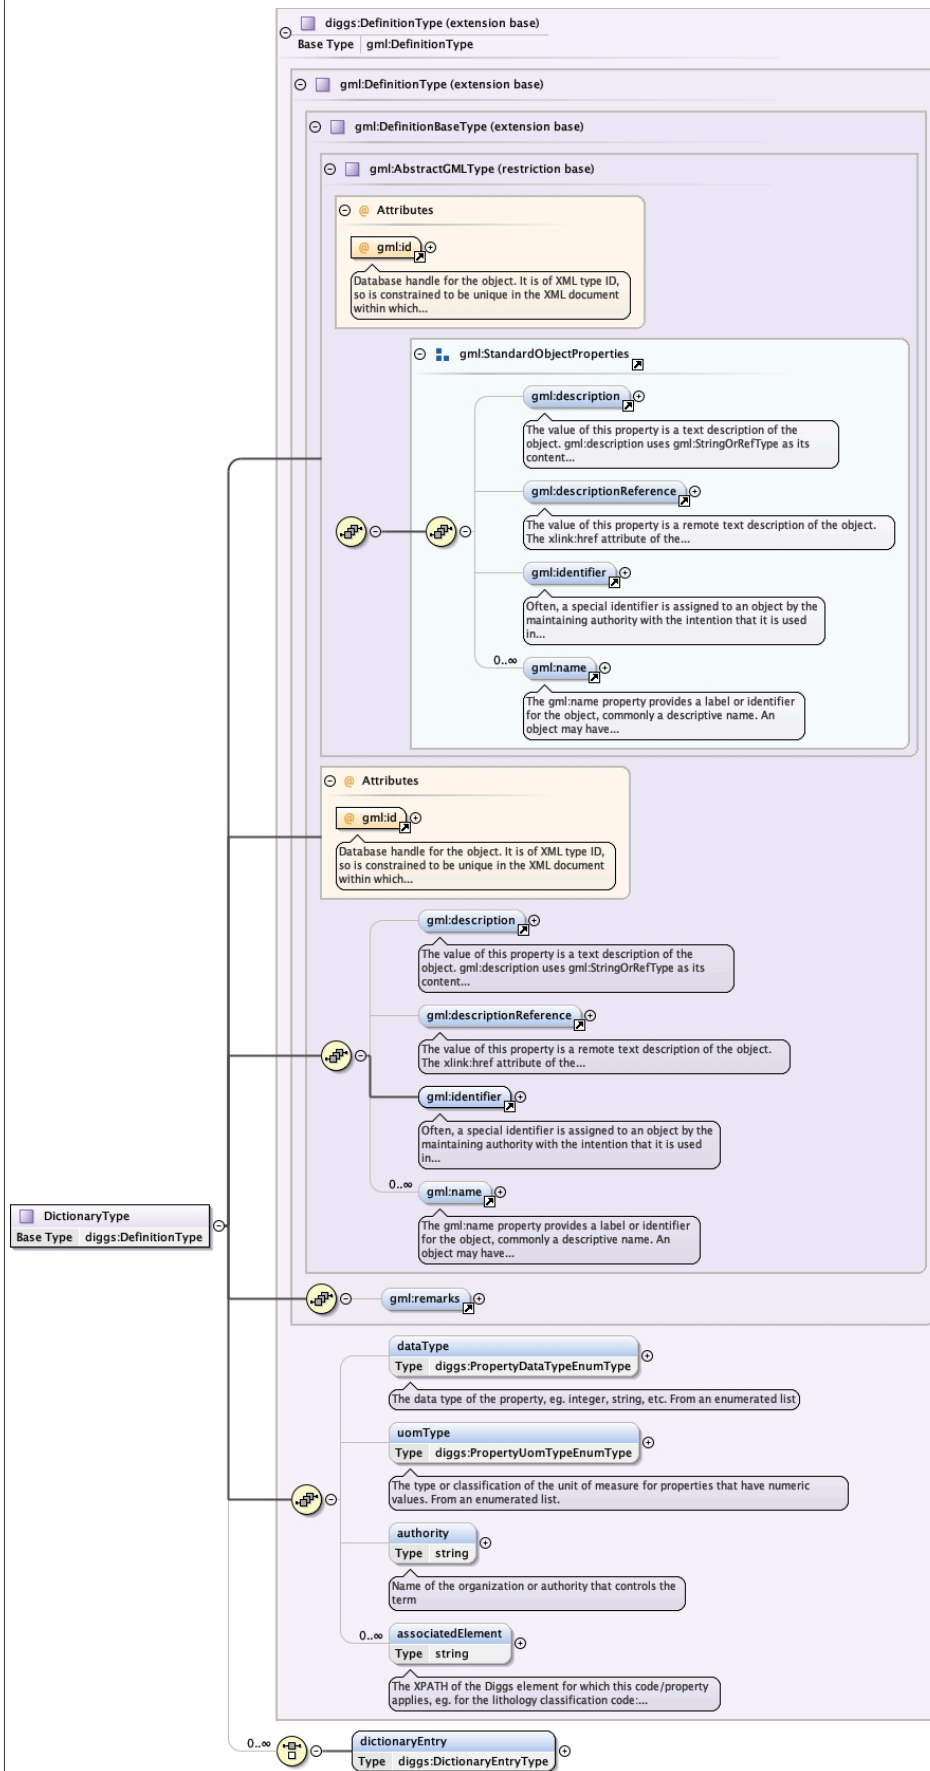 diggs:DefinitionType (extension base)
Base Type gml:DefinitionType
gml:DefinitionType (extension base)
gml:DefinitionBaseType (extension base)
gml:AbstractGMLType (restriction base)
@ Attributes
@ gml:id
Database handle for the object. It is of XML type ID,
so is constrained to be unique in the XML document
within which...
gml:StandardObjectProperties
gml:description
The value of this property is a text description of the
object. gml:description uses gml:StringOrRefType as its
content...
gml:descriptionReference
The value of this property is a remote text description of the object.
The xlink:href attribute of the...
gml:identifier
Often, a special identifier is assigned to an object by the
maintaining authority with the intention that it is used
in...
0..∞
gml:name
The gml:name property provides a label or identifier
for the object, commonly a descriptive name. An
object may have...
@ Attributes
@ gml:id
Database handle for the object. It is of XML type ID,
so is constrained to be unique in the XML document
within which...
gml:description
The value of this property is a text description of the
object. gml:description uses gml:StringOrRefType as its
content...
gml:descriptionReference
The value of this property is a remote text description of the object.
The xlink:href attribute of the...
gml:identifier
Often, a special identifier is assigned to an object by the
maintaining authority with the intention that it is used
in...
0..∞
gml:name
The gml:name property provides a label or identifier
for the object, commonly a descriptive name. An
object may have...
DictionaryType
Base Type diggs:DefinitionType
gml:remarks
dataType
Type diggs:PropertyDataTypeEnumType
The data type of the property, eg. integer, string, etc. From an enumerated list
uomType
Type diggs:PropertyUomTypeEnumType
The type or classification of the unit of measure for properties that have numeric
values. From an enumerated list.
authority
Type string
Name of the organization or authority that controls the
term
0..∞
associatedElement
Type string
The XPATH of the Diggs element for which this code/property
applies, eg. for the lithology classification code:...
0..∞
dictionaryEntry
Type diggs:DictionaryEntryType